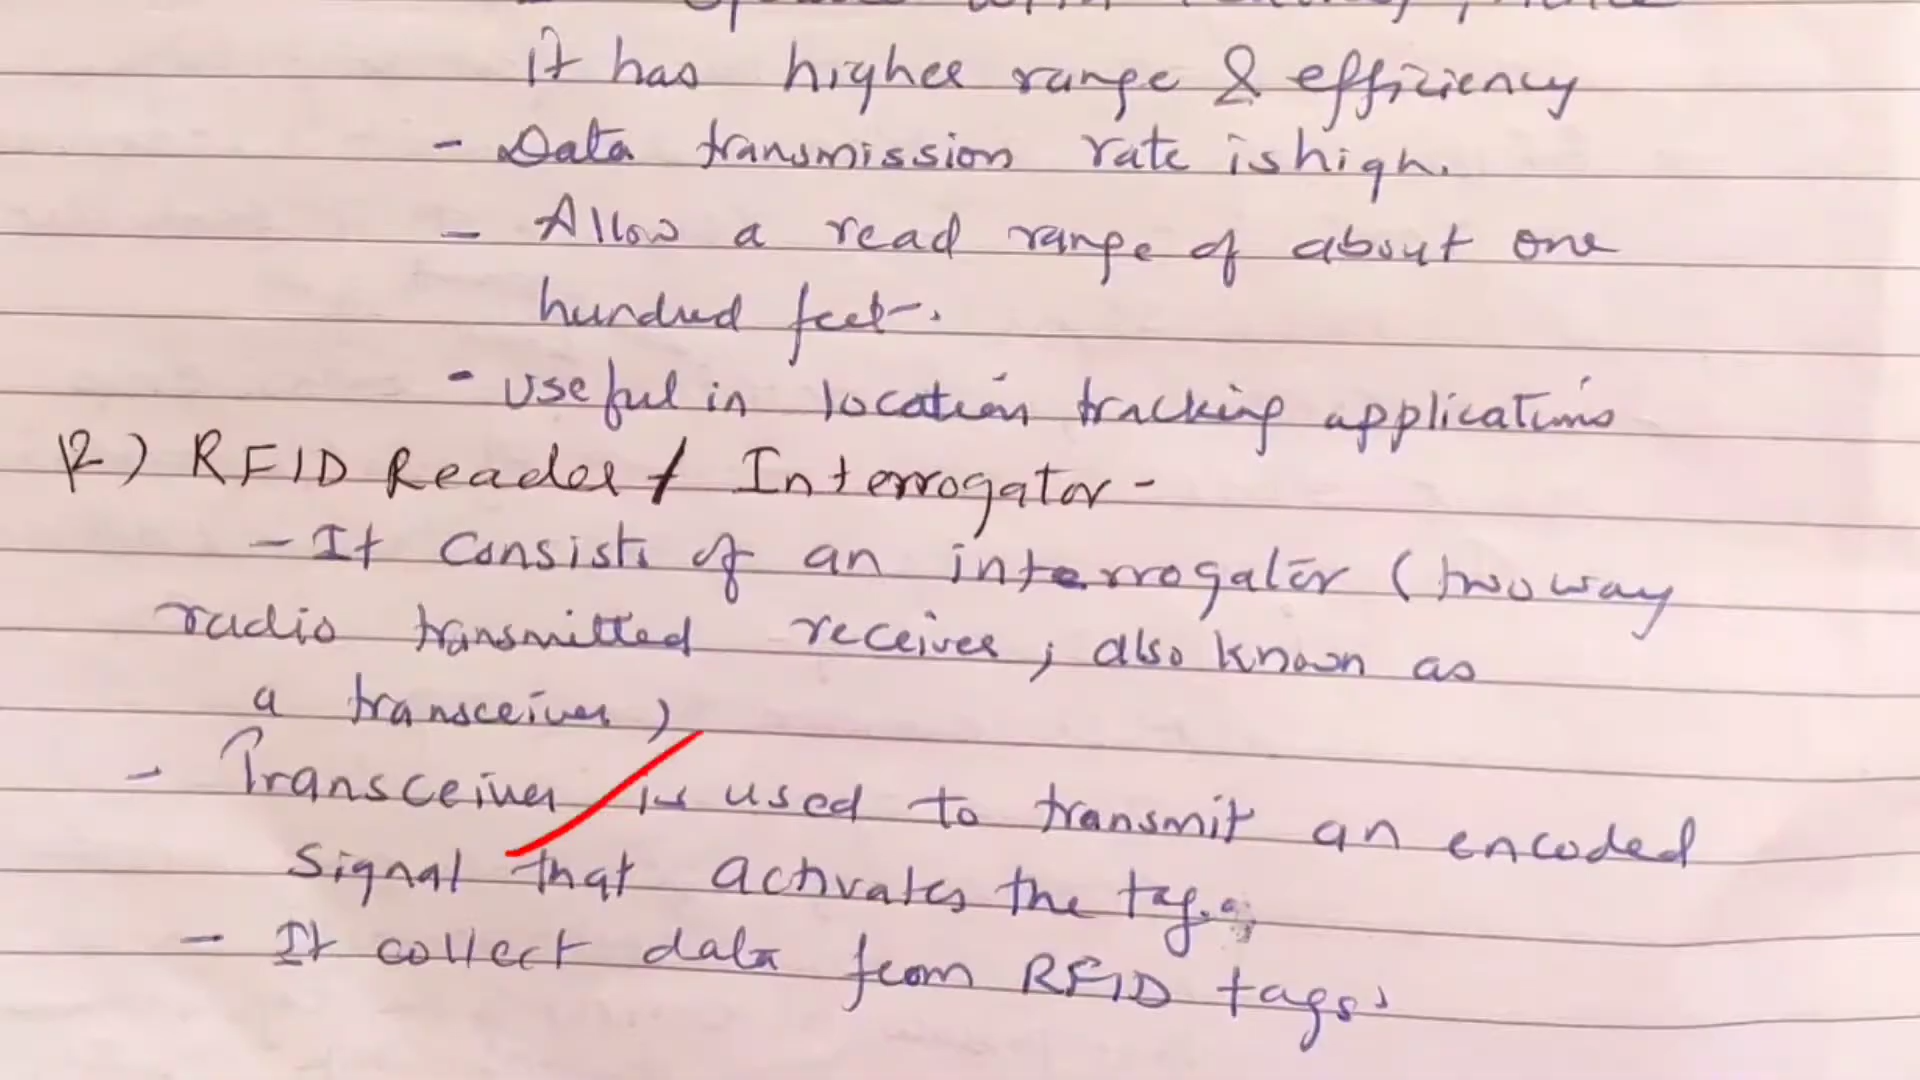 it has higher range & efficiency
- Data transmission rate is high.
- Allow a read range of about one
hundred feet.
- Useful in location tracking applications
2) RFID Reader / Interrogator -
- It consists of an interrogator (two way
radio transmitted receiver, also known as
a transceiver)
- Transceiver is used to transmit an encoded
signal that activates the tag.
- It collect data from RFID tags.